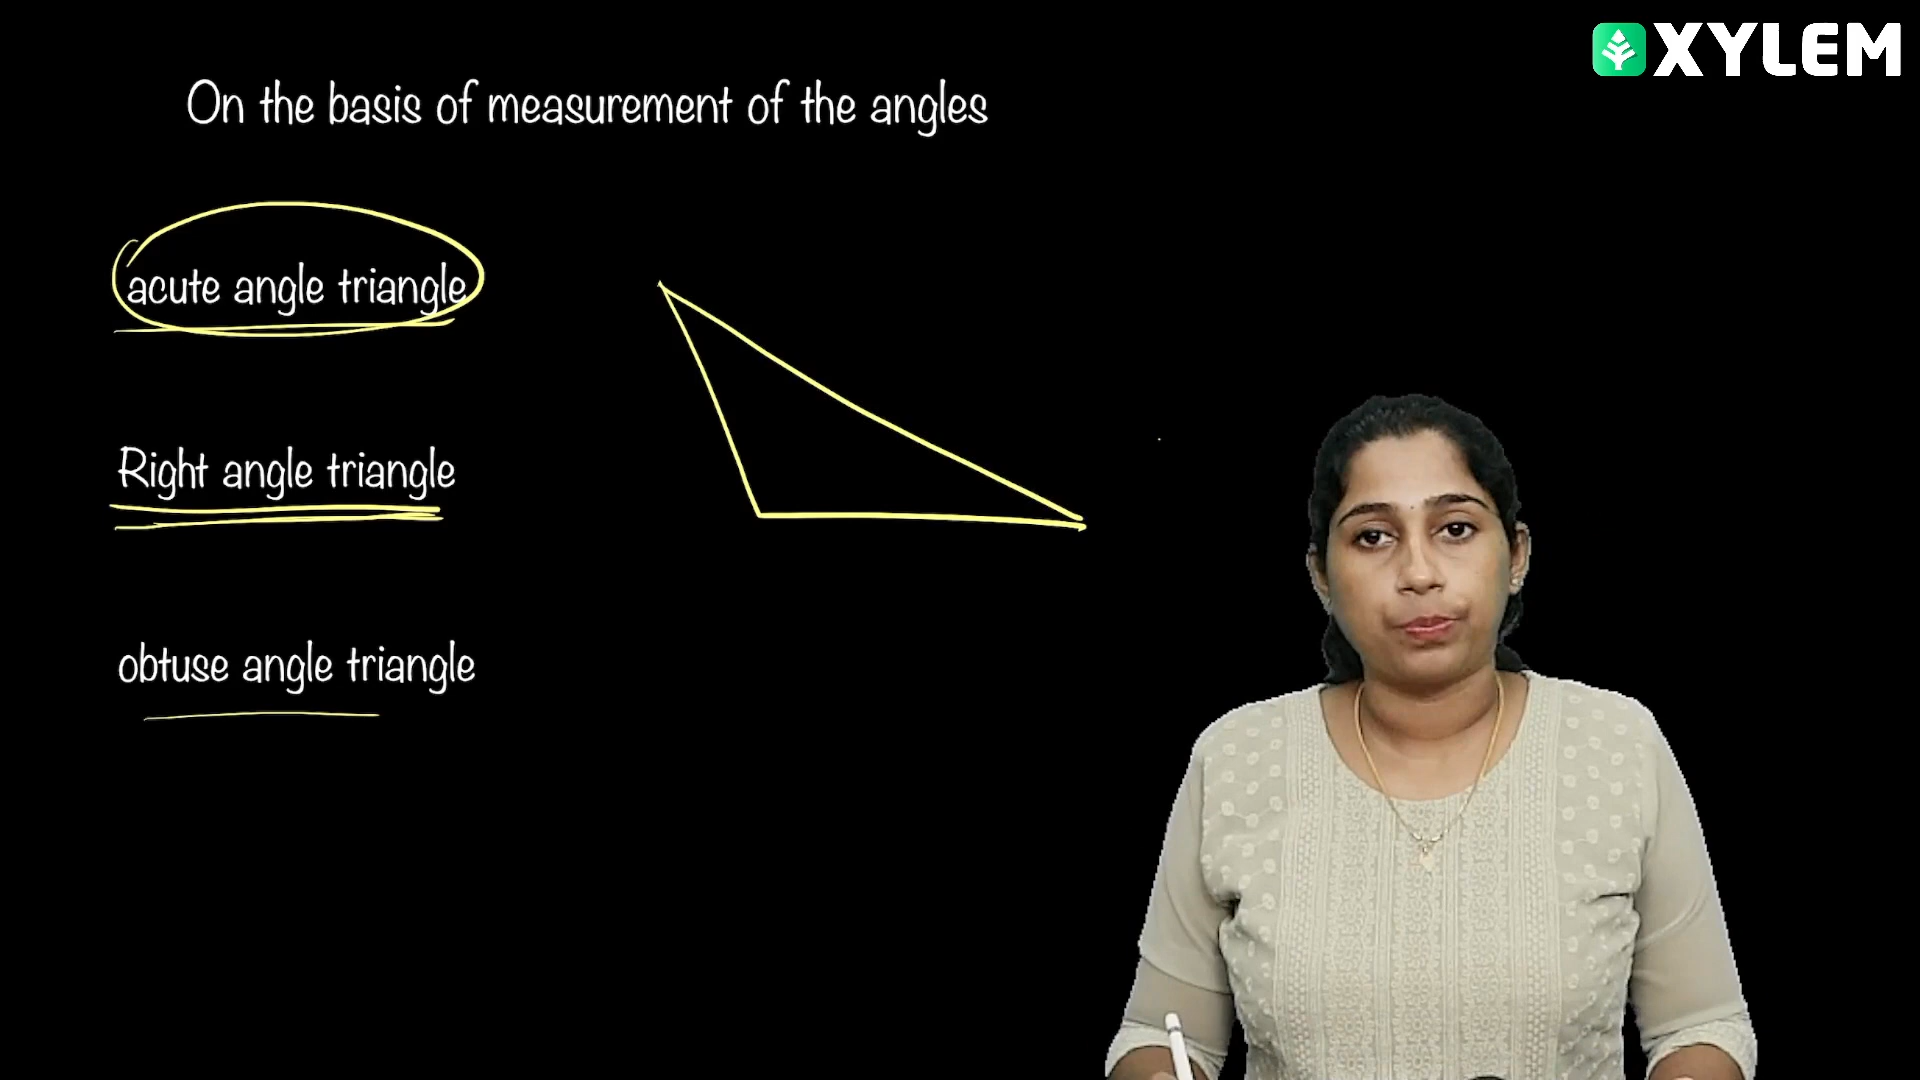 XYLEM
On the basis of measurement of the angles
acute angle triangle
Right angle triangle
obtuse angle triangle